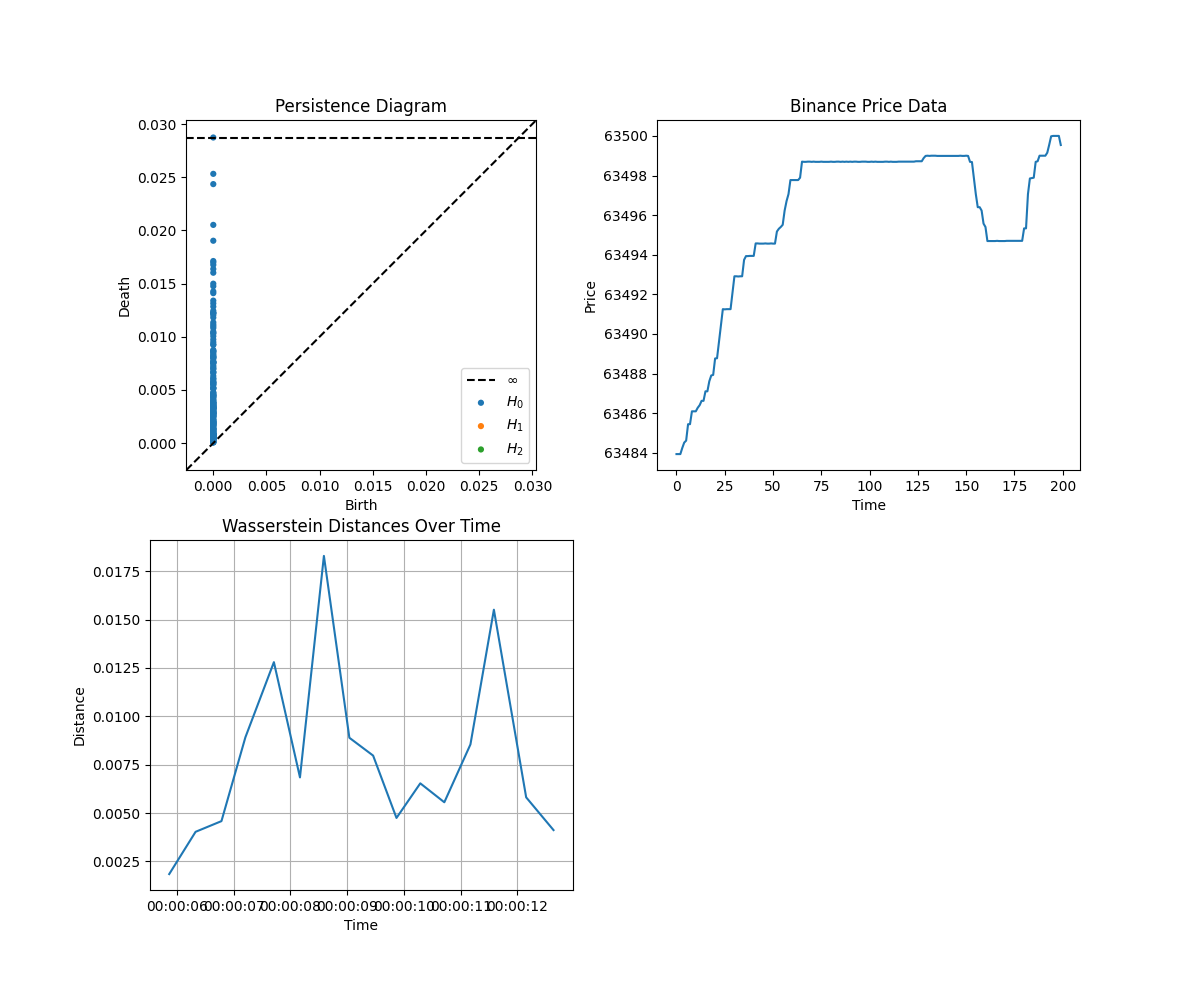 Persistence Diagram
0.030
0.025
0.020
0.015
0.010
0.005
0.000
Death
∞
H0
H1
H2
0.000 0.005 0.010 0.015 0.020 0.025 0.030
Birth
Binance Price Data
63500
63498
63496
63494
63492
63490
63488
63486
63484
Price
0 25 50 75 100 125 150 175 200
Time
Wasserstein Distances Over Time
0.0175
0.0150
0.0125
0.0100
0.0075
0.0050
0.0025
Distance
00:00:06 00:00:07 00:00:08 00:00:09 00:00:10 00:00:11 00:00:12
Time